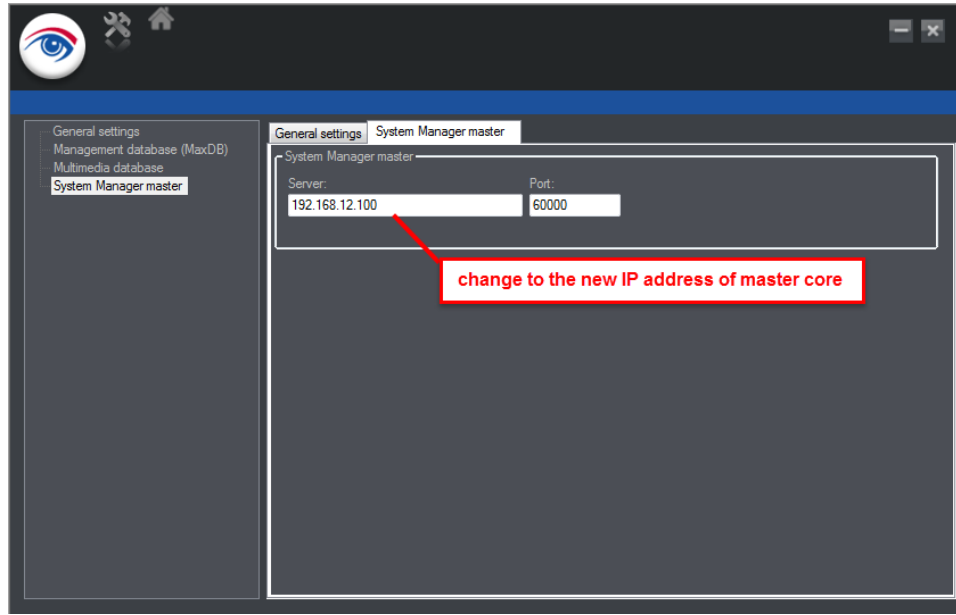 General settings
Management database (MaxDB)
Multimedia database
System Manager master
General settings
System Manager master
System Manager master
Server:
Port:
192.168.12.100
60000
change to the new IP address of master core